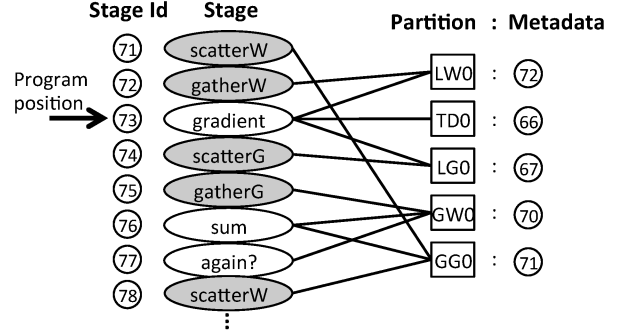 Stage Id Stage Partition : Metadata
71 scatterW
72 gatherW LW0 : 72
Program position
73 gradient TD0 : 66
74 scatterG LG0 : 67
75 gatherG GW0 : 70
76 sum
77 again? GG0 : 71
78 scatterW
⋮